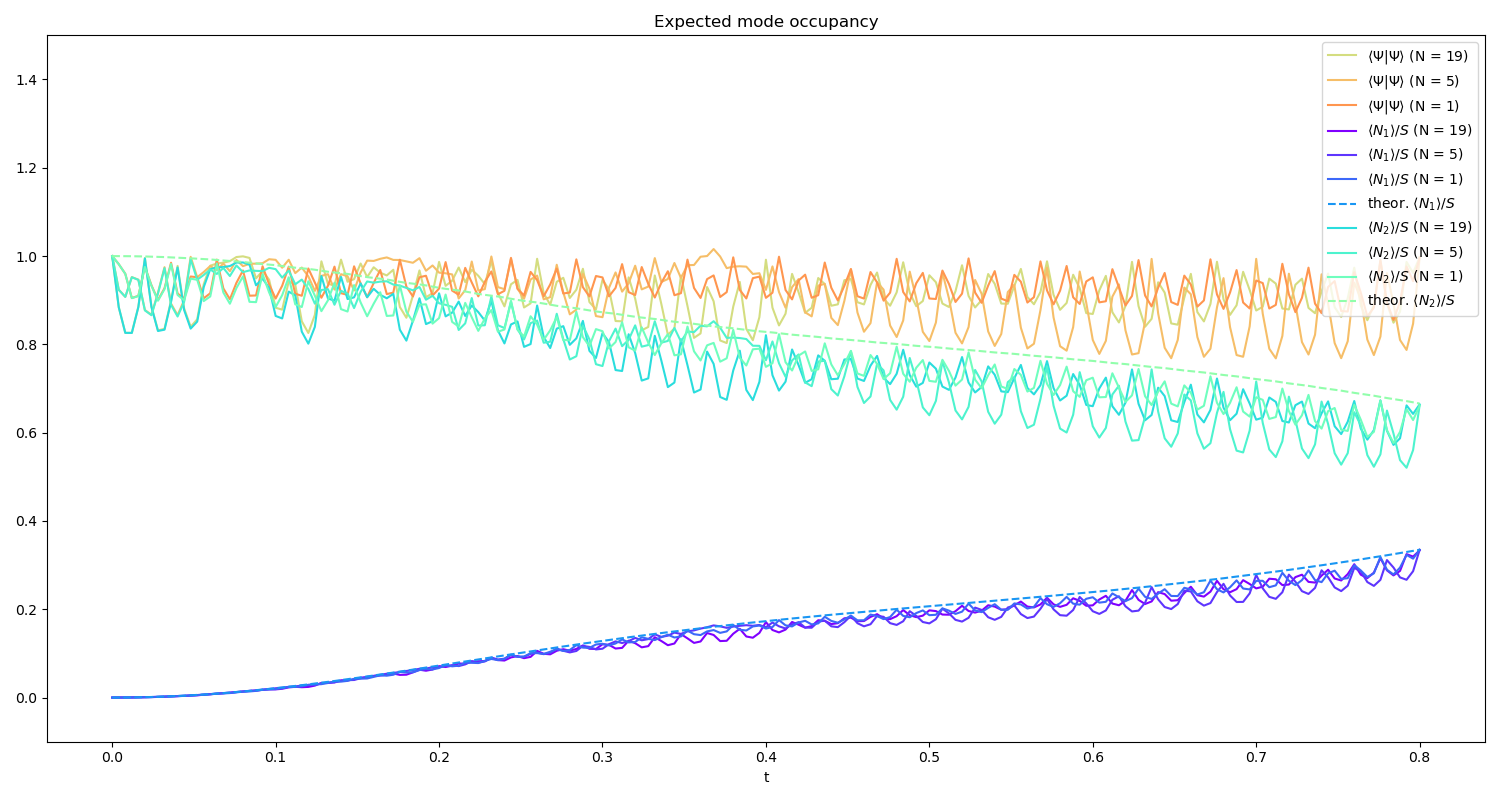 Expected mode occupancy
1.4
1.2
1.0
0.8
0.6
0.4
0.2
0.0
⟨Ψ|Ψ⟩ (N = 19)
⟨Ψ|Ψ⟩ (N = 5)
⟨Ψ|Ψ⟩ (N = 1)
⟨N₁⟩/S (N = 19)
⟨N₁⟩/S (N = 5)
⟨N₁⟩/S (N = 1)
theor. ⟨N₁⟩/S
⟨N₂⟩/S (N = 19)
⟨N₂⟩/S (N = 5)
⟨N₂⟩/S (N = 1)
theor. ⟨N₂⟩/S
0.0 0.1 0.2 0.3 0.4 0.5 0.6 0.7 0.8
t